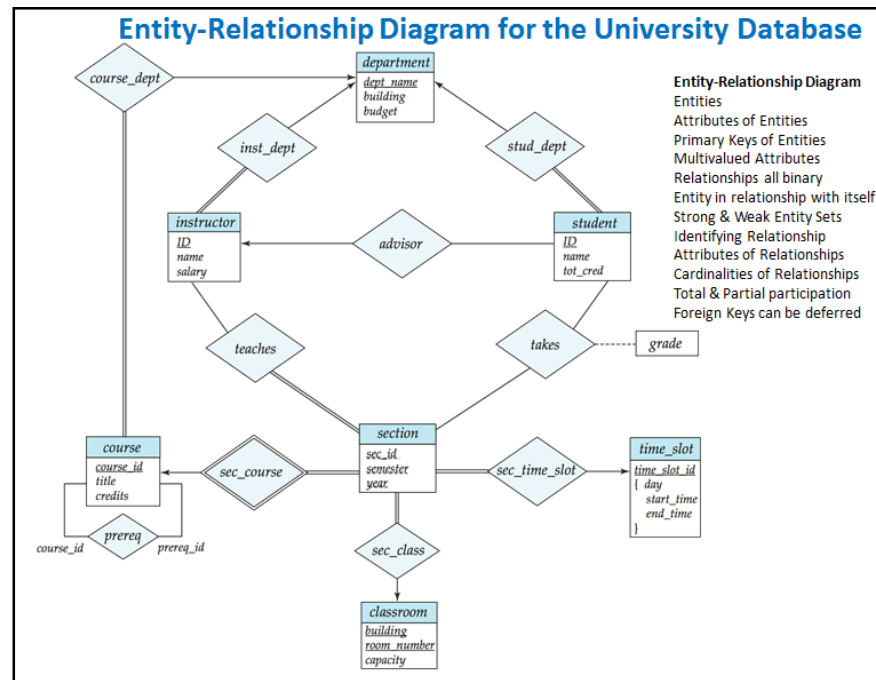 Entity-Relationship Diagram for the University Database
course_dept
department
dept_name
building
budget
Entity-Relationship Diagram
Entities
Attributes of Entities
Primary Keys of Entities
Multivalued Attributes
Relationships all binary
Entity in relationship with itself
Strong & Weak Entity Sets
Identifying Relationship
Attributes of Relationships
Cardinalities of Relationships
Total & Partial participation
Foreign Keys can be deferred
inst_dept
stud_dept
instructor
ID
name
salary
advisor
student
ID
name
tot_cred
teaches
takes
grade
course
course_id
title
credits
sec_course
section
sec_id
semester
year
sec_time_slot
time_slot
time_slot_id
{ day
start_time
end_time
}
prereq
course_id
prereq_id
sec_class
classroom
building
room_number
capacity